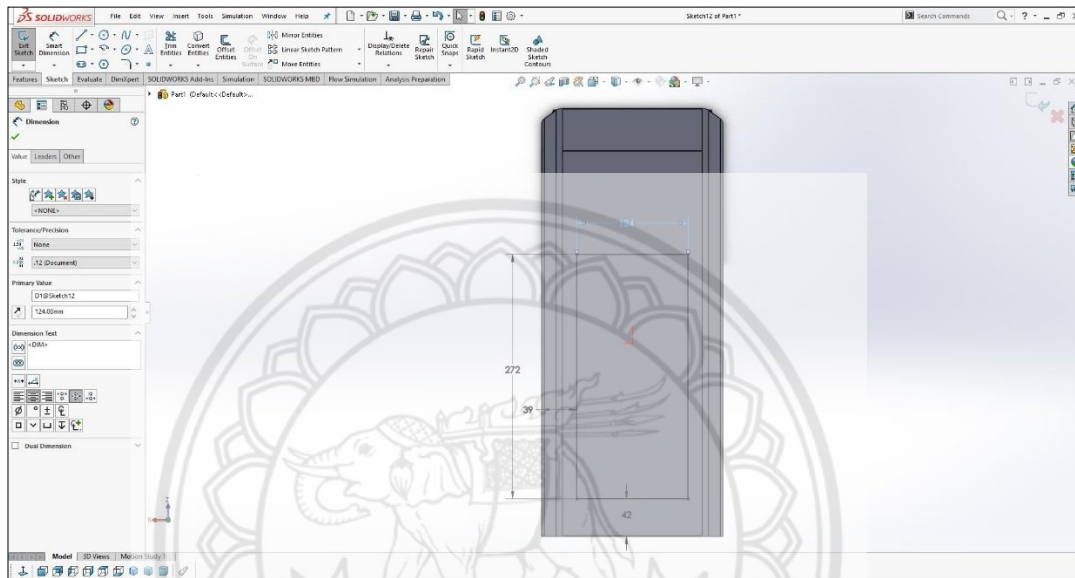 SOLIDWORKS File Edit View Insert Tools Simulation Window Help Sketch12 of Part1 * Search Commands
Exit Sketch
Smart Dimension
Trim Entities
Convert Entities
Offset Entities
Offset On Surface
Mirror Entities
Linear Sketch Pattern
Move Entities
Display/Delete Relations
Repair Sketch
Quick Snaps
Rapid Sketch
Instant2D
Shaded Sketch Contours
Features Sketch Evaluate DimXpert SOLIDWORKS Add-Ins Simulation SOLIDWORKS MBD Flow Simulation Analysis Preparation
Part1 (Default<<Default>...
Dimension
Value Leaders Other
Style
<NONE>
Tolerance/Precision
None
.12 (Document)
Primary Value
D1@Sketch12
124.00mm
Dimension Text
<DIM>
Dual Dimension
124
272
39
42
Model 3D Views Motion Study 1